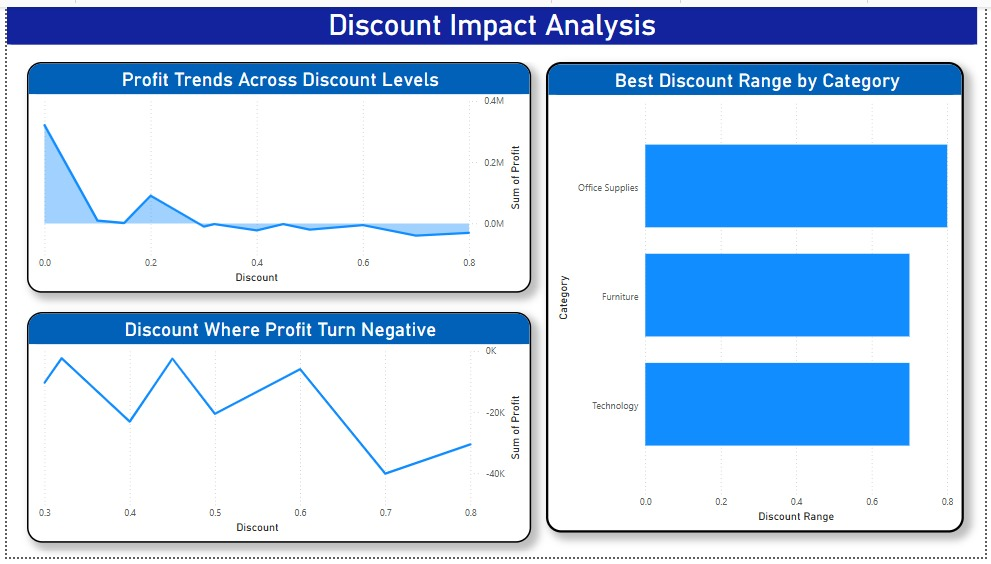 Discount Impact Analysis
Profit Trends Across Discount Levels
0.4M
0.2M
0.0M
Sum of Profit
0.0 0.2 0.4 0.6 0.8
Discount
Discount Where Profit Turn Negative
0K
-20K
-40K
Sum of Profit
0.3 0.4 0.5 0.6 0.7 0.8
Discount
Best Discount Range by Category
Category
Office Supplies
Furniture
Technology
0.0 0.2 0.4 0.6 0.8
Discount Range